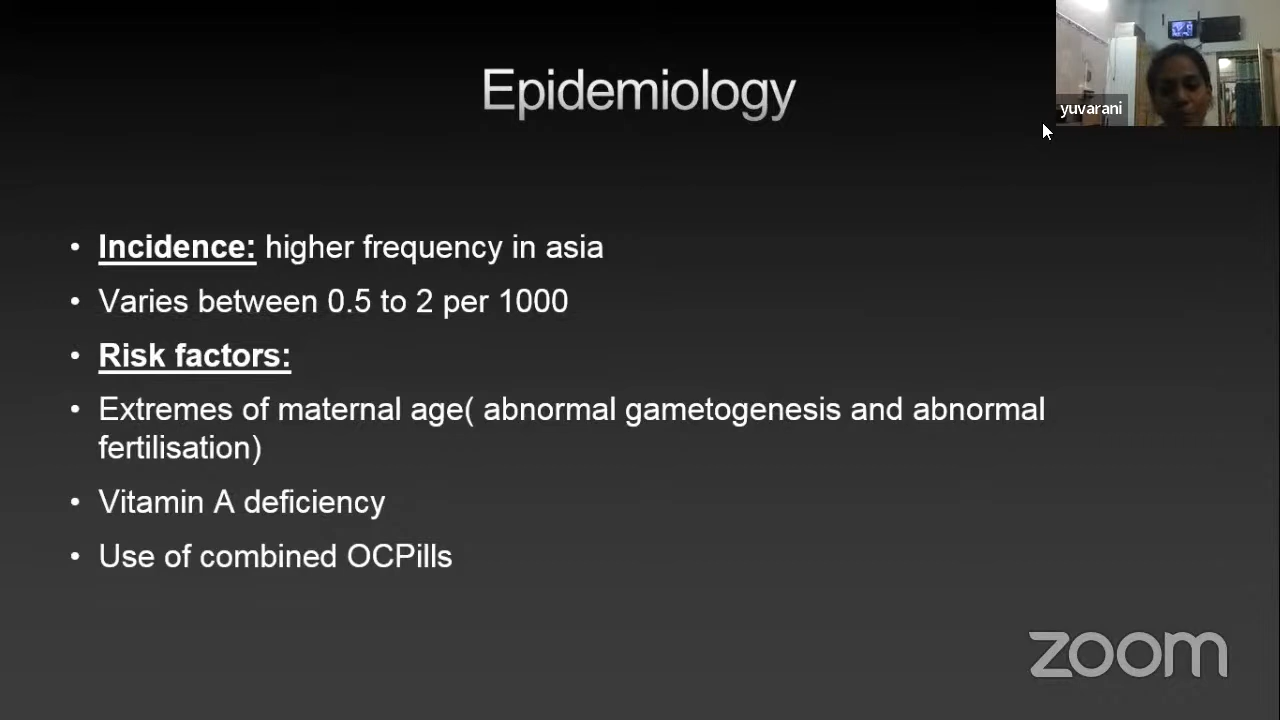 Epidemiology
yuvarani
• Incidence: higher frequency in asia
• Varies between 0.5 to 2 per 1000
• Risk factors:
• Extremes of maternal age( abnormal gametogenesis and abnormal
fertilisation)
• Vitamin A deficiency
• Use of combined OCPills
zoom